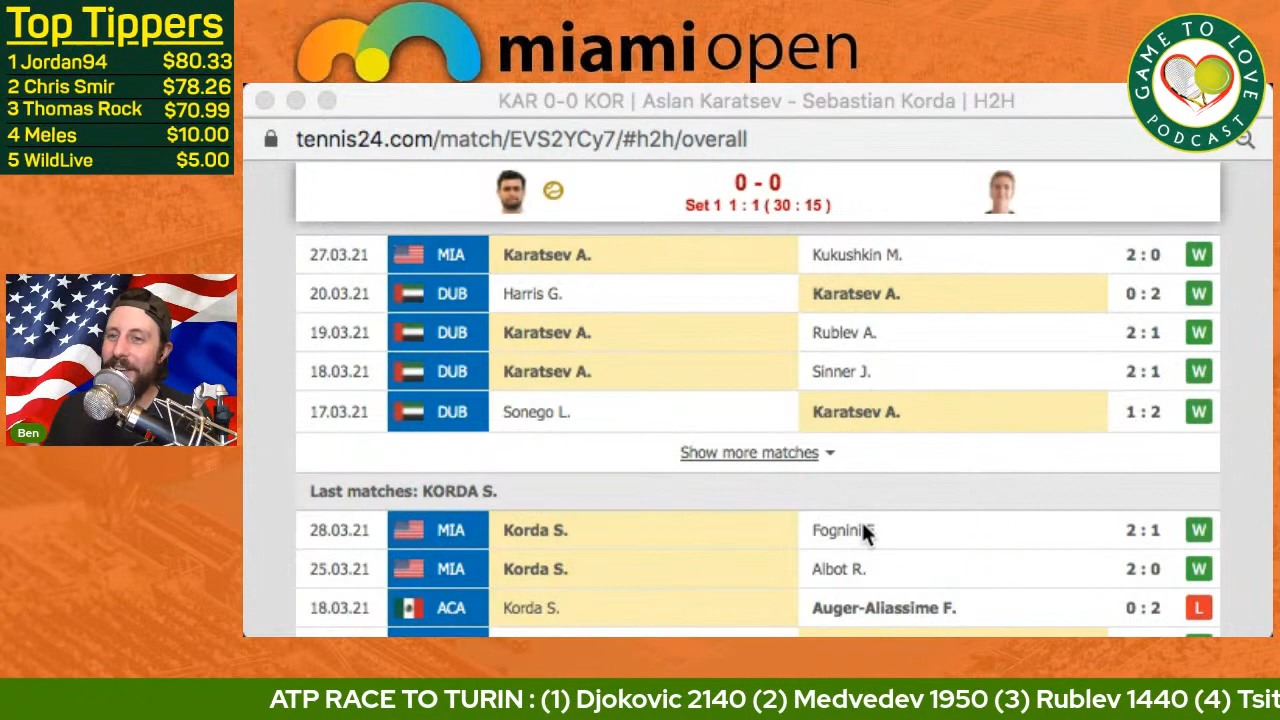 Top Tippers
1 Jordan94 $80.33
2 Chris Smir $78.26
3 Thomas Rock $70.99
4 Meles $10.00
5 WildLive $5.00
miami open
GAME TO LOVE
PODCAST
KAR 0-0 KOR | Aslan Karatsev - Sebastian Korda | H2H
tennis24.com/match/EVS2YCy7/#h2h/overall
0 - 0
Set 1 1 : 1 ( 30 : 15 )
27.03.21 MIA Karatsev A. Kukushkin M. 2 : 0 W
20.03.21 DUB Harris G. Karatsev A. 0 : 2 W
19.03.21 DUB Karatsev A. Rublev A. 2 : 1 W
18.03.21 DUB Karatsev A. Sinner J. 2 : 1 W
17.03.21 DUB Sonego L. Karatsev A. 1 : 2 W
Show more matches
Last matches: KORDA S.
28.03.21 MIA Korda S. Fognini 2 : 1 W
25.03.21 MIA Korda S. Albot R. 2 : 0 W
18.03.21 ACA Korda S. Auger-Aliassime F. 0 : 2 L
Ben
ATP RACE TO TURIN : (1) Djokovic 2140 (2) Medvedev 1950 (3) Rublev 1440 (4) Tsit